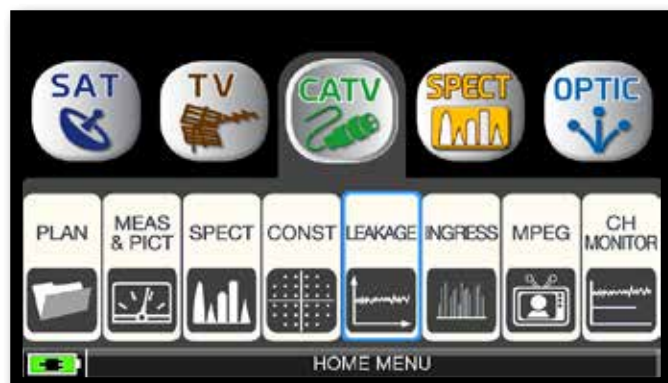 SAT TV CATV SPECT OPTIC
PLAN MEAS & PICT SPECT CONST LEAKAGE INGRESS MPEG CH MONITOR
HOME MENU